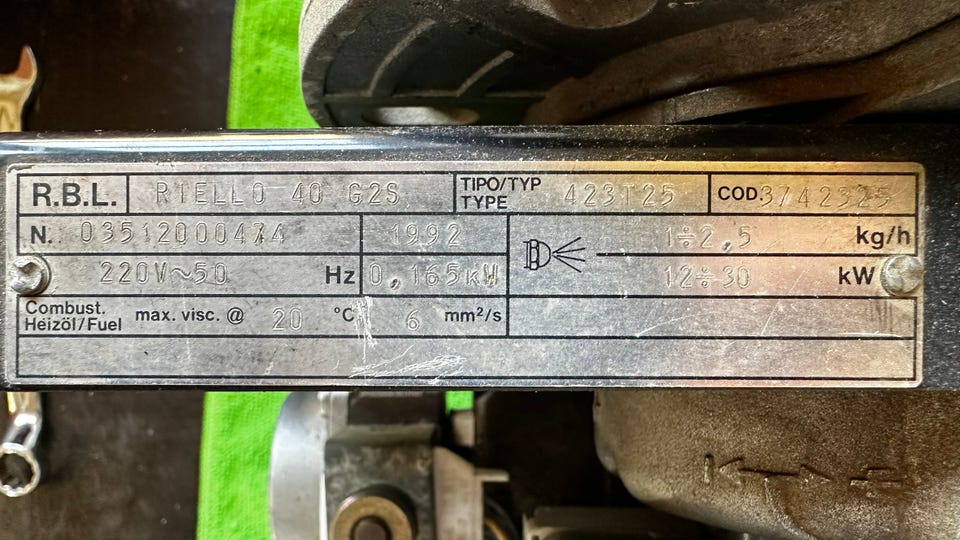 R.B.L. RIELLO 40 G2S TIPO/TYP TYPE 423T25 COD. 3742325
N. 03512000474 1992 1÷2,5 kg/h
220V~50 Hz 0,165kW 12÷30 kW
Combust. Heizöl/Fuel max. visc. @ 20 °C 6 mm²/s